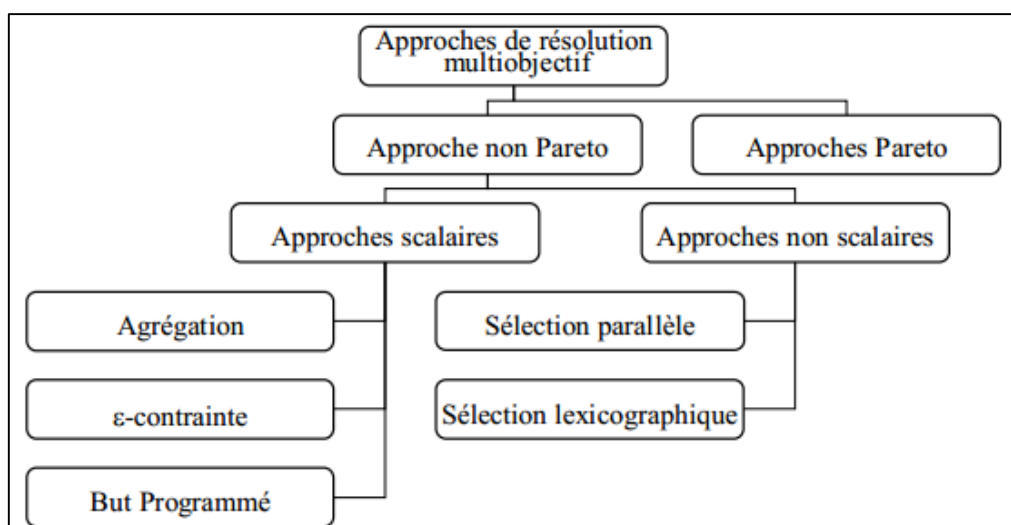 Approches de résolution
multiobjectif
Approche non Pareto
Approches Pareto
Approches scalaires
Approches non scalaires
Agrégation
Sélection parallèle
ε-contrainte
Sélection lexicographique
But Programmé